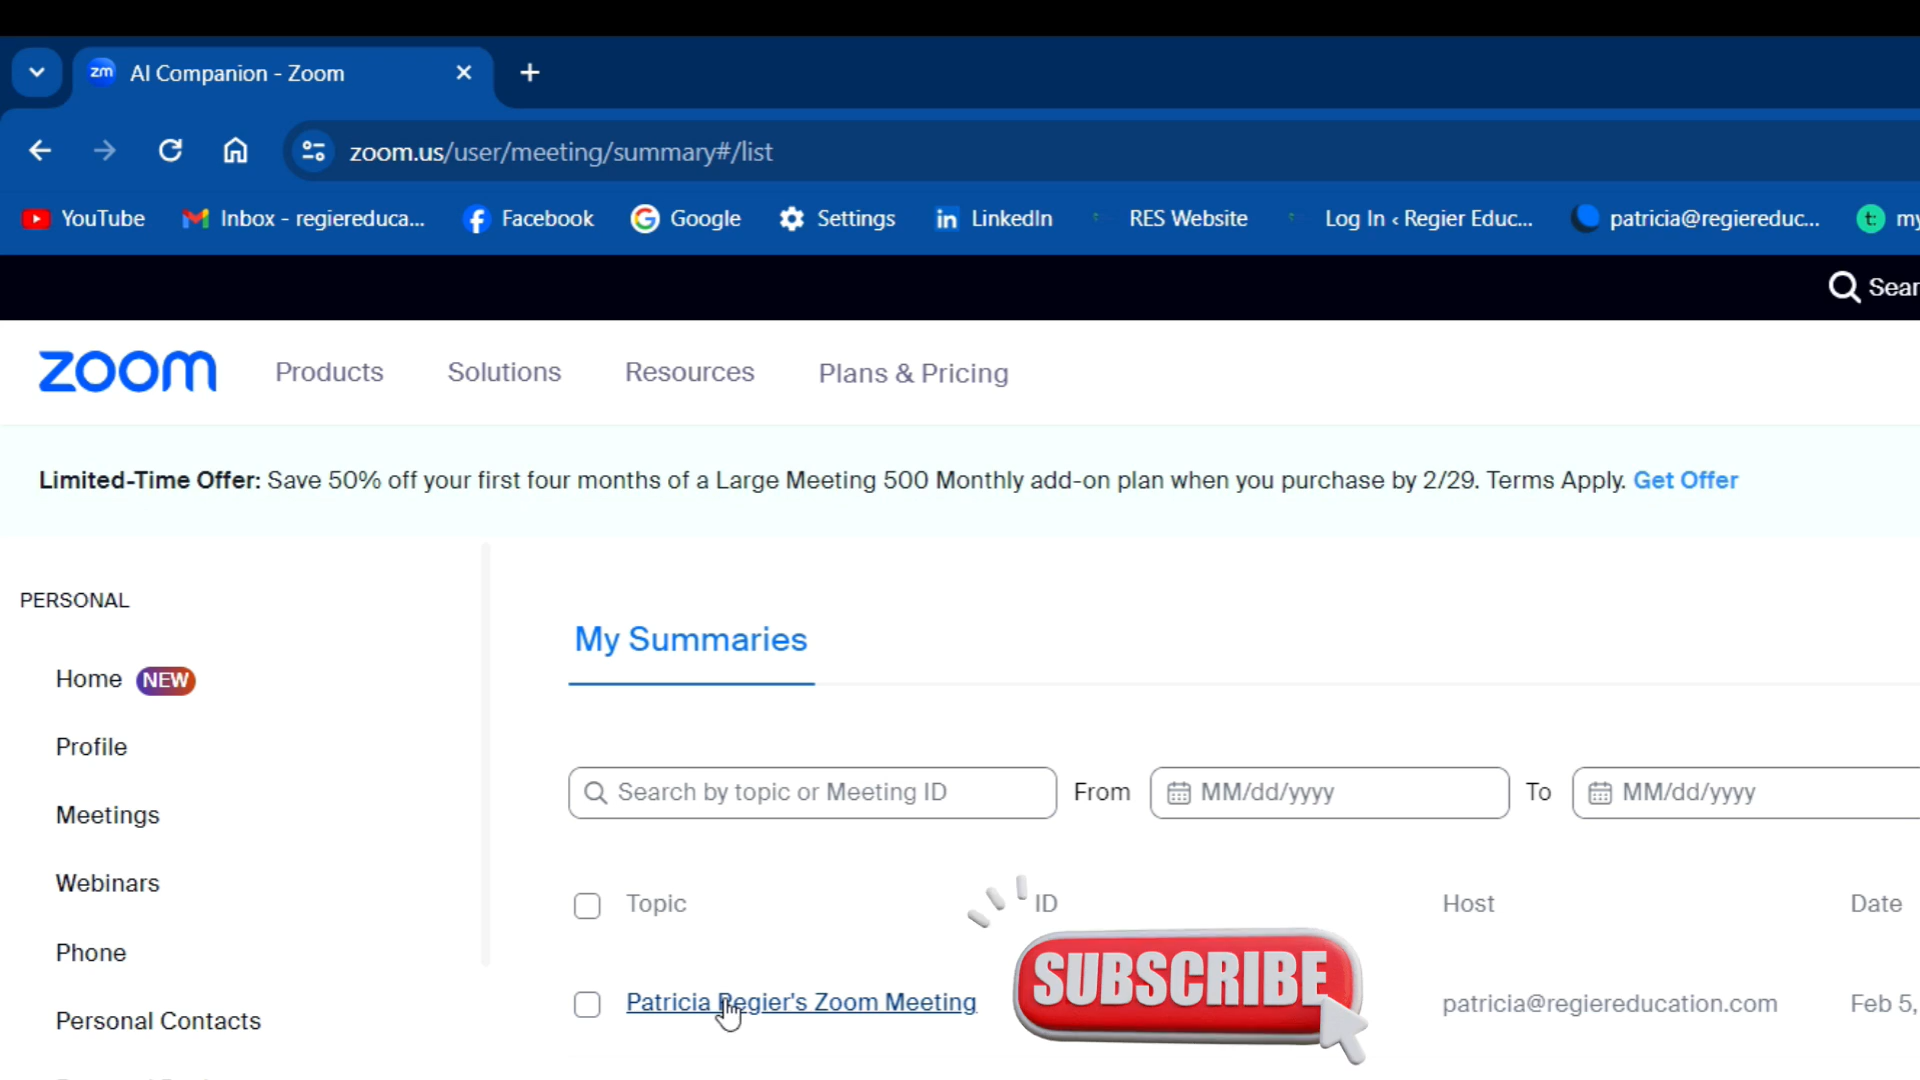 zm AI Companion - Zoom
zoom.us/user/meeting/summary#/list
YouTube Inbox - regiereduca... Facebook Google Settings in LinkedIn RES Website Log In ‹ Regier Educ... patricia@regiereduc... t: my
Sear
zoom Products Solutions Resources Plans & Pricing
Limited-Time Offer: Save 50% off your first four months of a Large Meeting 500 Monthly add-on plan when you purchase by 2/29. Terms Apply. Get Offer
PERSONAL
Home NEW
Profile
Meetings
Webinars
Phone
Personal Contacts
My Summaries
Search by topic or Meeting ID From MM/dd/yyyy To MM/dd/yyyy
Topic ID Host Date
Patricia Regier's Zoom Meeting patricia@regiereducation.com Feb 5,
SUBSCRIBE